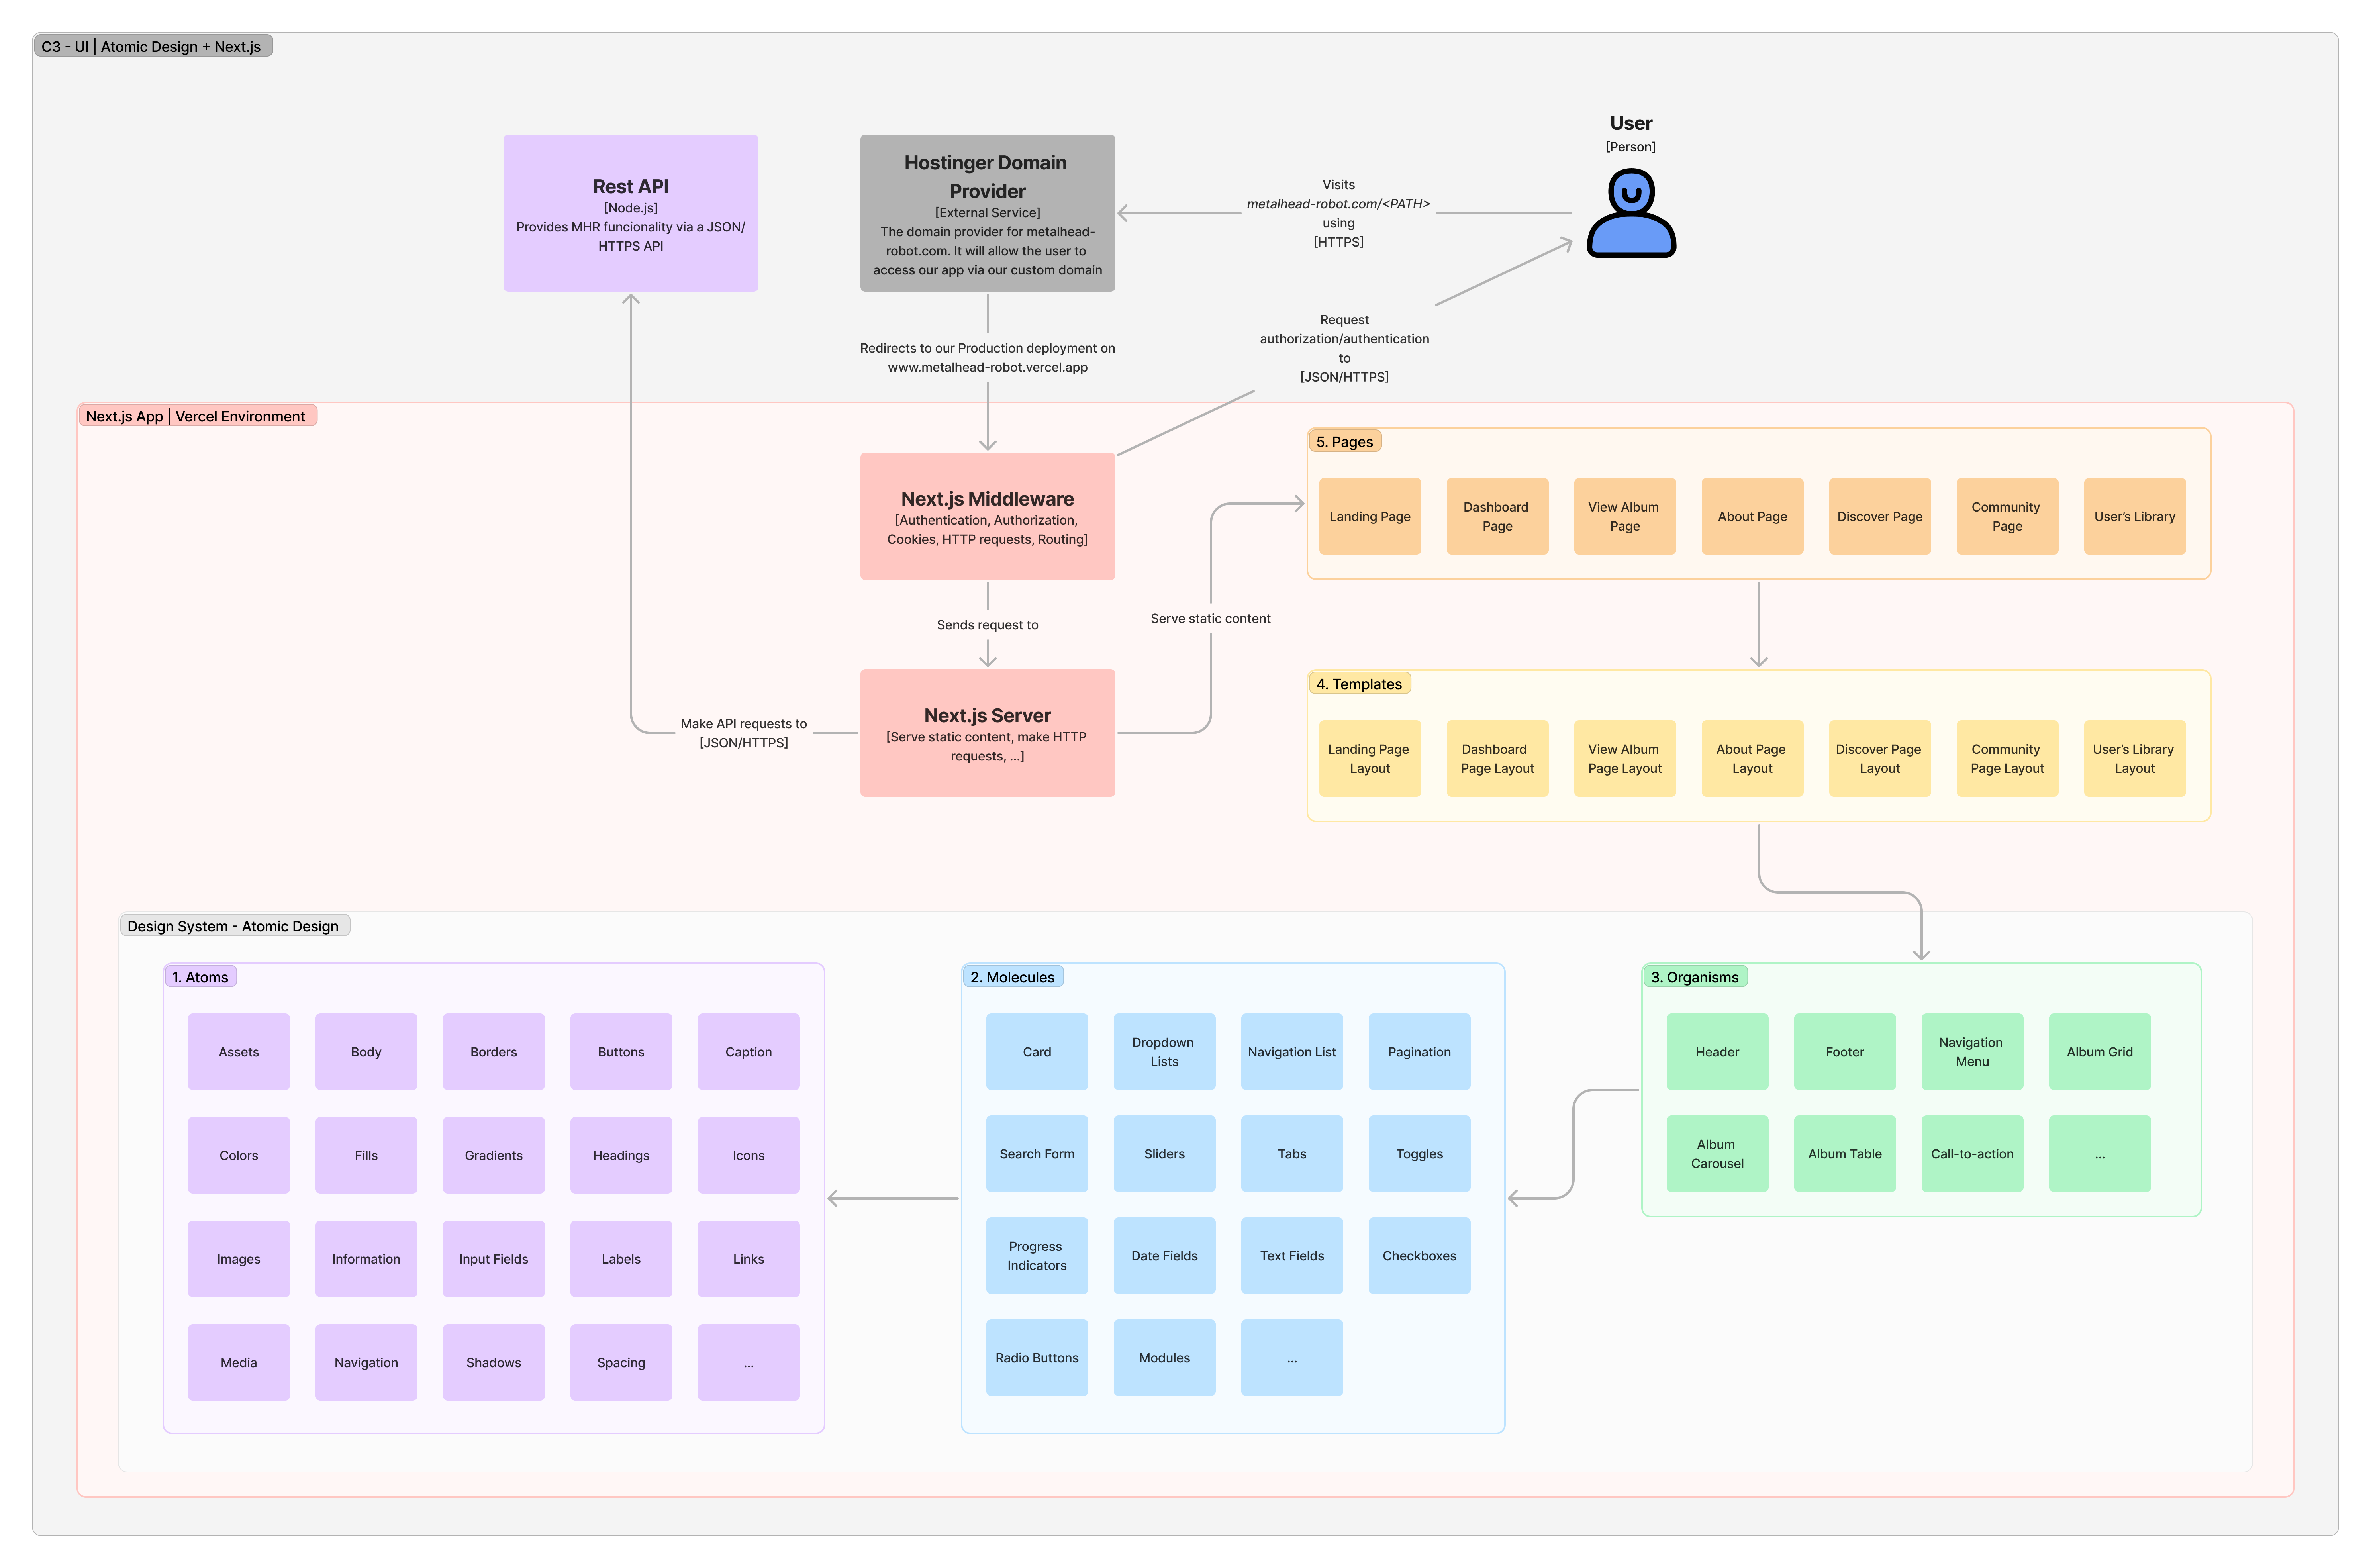 C3 - UI | Atomic Design + Next.js
User
[Person]
Rest API
[Node.js]
Provides MHR funcionality via a JSON/
HTTPS API
Hostinger Domain
Provider
[External Service]
The domain provider for metalhead-
robot.com. It will allow the user to
access our app via our custom domain
Visits
metalhead-robot.com/<PATH>
using
[HTTPS]
Request
authorization/authentication
to
[JSON/HTTPS]
Redirects to our Production deployment on
www.metalhead-robot.vercel.app
Next.js App | Vercel Environment
Next.js Middleware
[Authentication, Authorization,
Cookies, HTTP requests, Routing]
Sends request to
Serve static content
Next.js Server
[Serve static content, make HTTP
requests, ...]
Make API requests to
[JSON/HTTPS]
5. Pages
Landing Page
Dashboard
Page
View Album
Page
About Page
Discover Page
Community
Page
User's Library
4. Templates
Landing Page
Layout
Dashboard
Page Layout
View Album
Page Layout
About Page
Layout
Discover Page
Layout
Community
Page Layout
User's Library
Layout
Design System - Atomic Design
1. Atoms
Assets
Body
Borders
Buttons
Caption
Colors
Fills
Gradients
Headings
Icons
Images
Information
Input Fields
Labels
Links
Media
Navigation
Shadows
Spacing
...
2. Molecules
Card
Dropdown
Lists
Navigation List
Pagination
Search Form
Sliders
Tabs
Toggles
Progress
Indicators
Date Fields
Text Fields
Checkboxes
Radio Buttons
Modules
...
3. Organisms
Header
Footer
Navigation
Menu
Album Grid
Album
Carousel
Album Table
Call-to-action
...